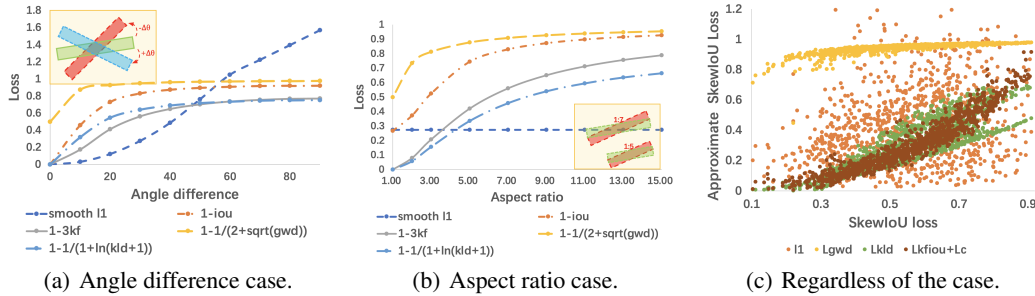 1.8
1.6
1.4
1.2
1
0.8
0.6
0.4
0.2
0
Loss
-Δθ
+Δθ
0 20 40 60 80
Angle difference
smooth l1 1-iou
1-3kf 1-1/(2+sqrt(gwd))
1-1/(1+ln(kld+1))
(a) Angle difference case.
1
0.9
0.8
0.7
0.6
0.5
0.4
0.3
0.2
0.1
0
Loss
1:7
1:5
1.00 3.00 5.00 7.00 9.00 11.00 13.00 15.00
Aspect ratio
smooth l1 1-iou
1-3kf 1-1/(2+sqrt(gwd))
1-1/(1+ln(kld+1))
(b) Aspect ratio case.
1.2
1
0.8
0.6
0.4
0.2
0
Approximate SkewIoU Loss
0.1 0.3 0.5 0.7 0.9
SkewIoU loss
l1 Lgwd Lkld Lkfiou+Lc
(c) Regardless of the case.